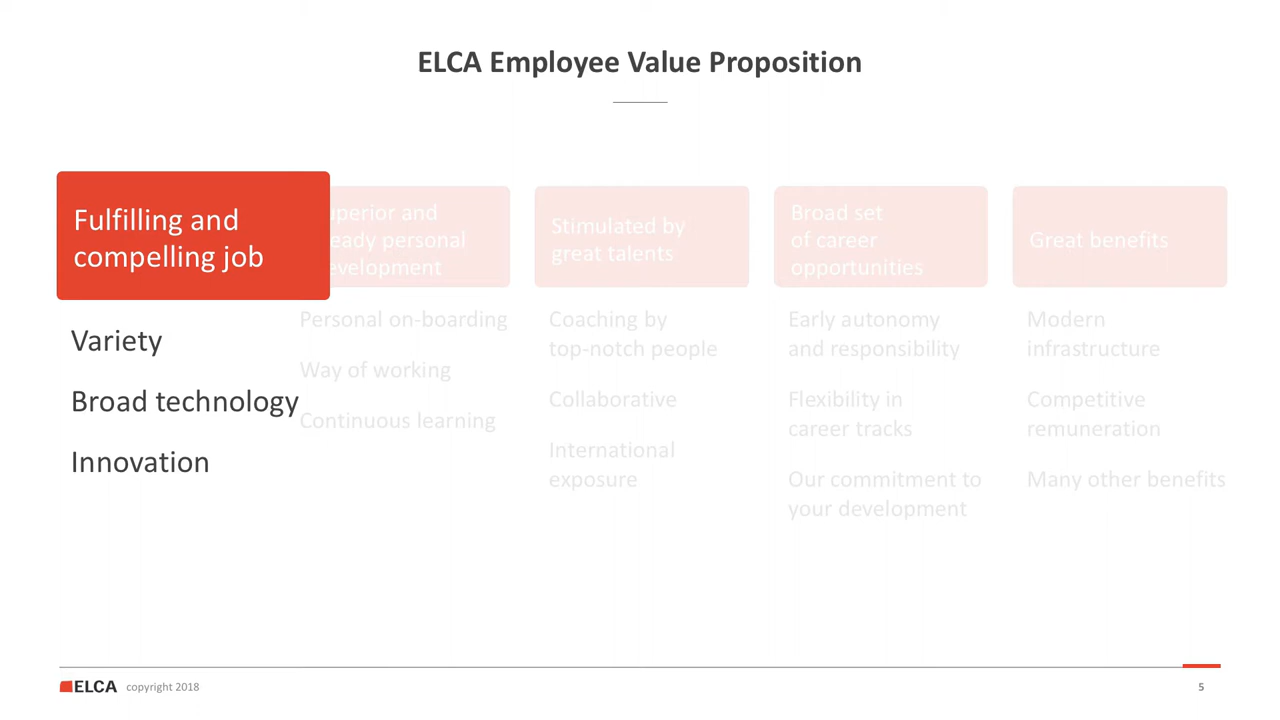 ELCA Employee Value Proposition
Fulfilling and
compelling job
Variety
Broad technology
Innovation
and
personal
Personal on-boarding
Way of working
Continuous learning
Stimulated by
great talents
Coaching by
top-notch people
Collaborative
International
exposure
Broad set
of career
opportunities
Early autonomy
and responsibility
Flexibility in
career tracks
Our commitment to
your development
Great benefits
Modern
infrastructure
Competitive
remuneration
Many other benefits
ELCA copyright 2018
5